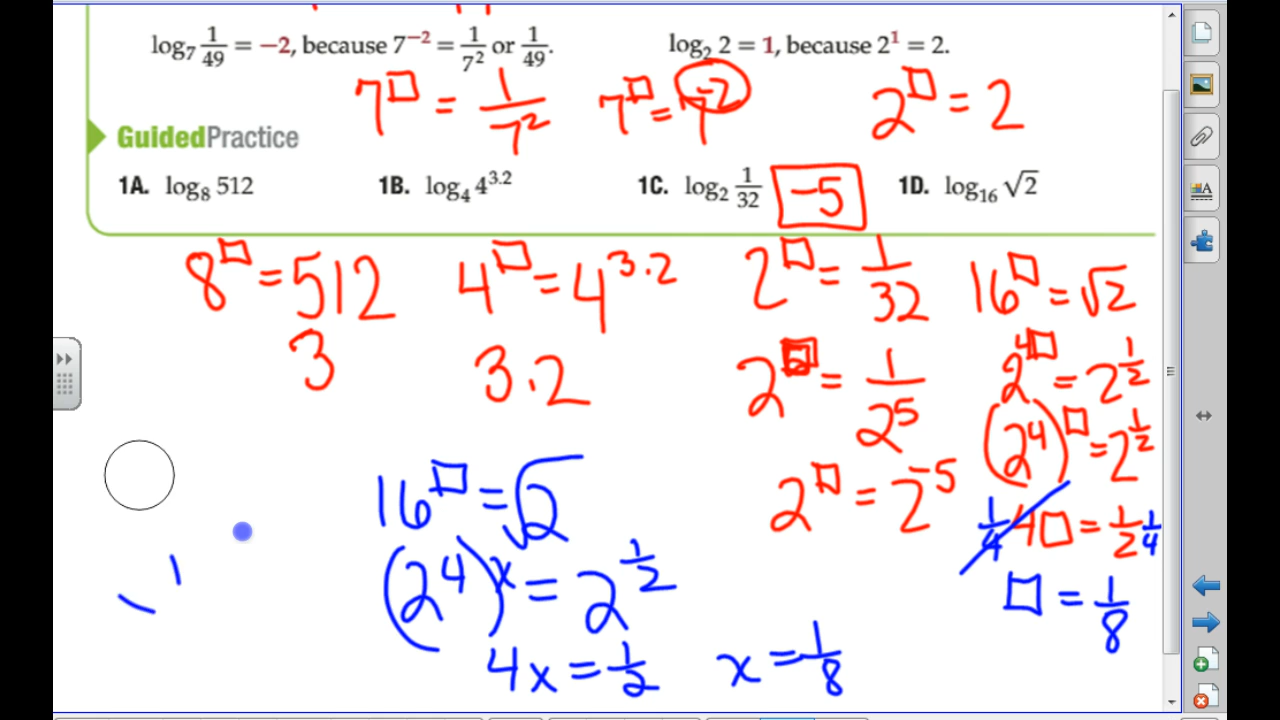 log₇ 1/49 = −2, because 7⁻² = 1/7² or 1/49.
log₂ 2 = 1, because 2¹ = 2.
7^□ = 1/7²
7^□ = 7⁻²
2^□ = 2
GuidedPractice
1A. log₈ 512
1B. log₄ 4^3.2
1C. log₂ 1/32
-5
1D. log₁₆ √2
8^□ = 512
3
4^□ = 4^3.2
3.2
2^□ = 1/32
2^□ = 1/2⁵
2^□ = 2⁻⁵
16^□ = √2
2^4□ = 2^1/2
(2⁴)^□ = 2^1/2
1/4 4□ = 1/2 1/4
□ = 1/8
16^□ = √2
(2⁴)^x = 2^1/2
4x = 1/2
x = 1/8